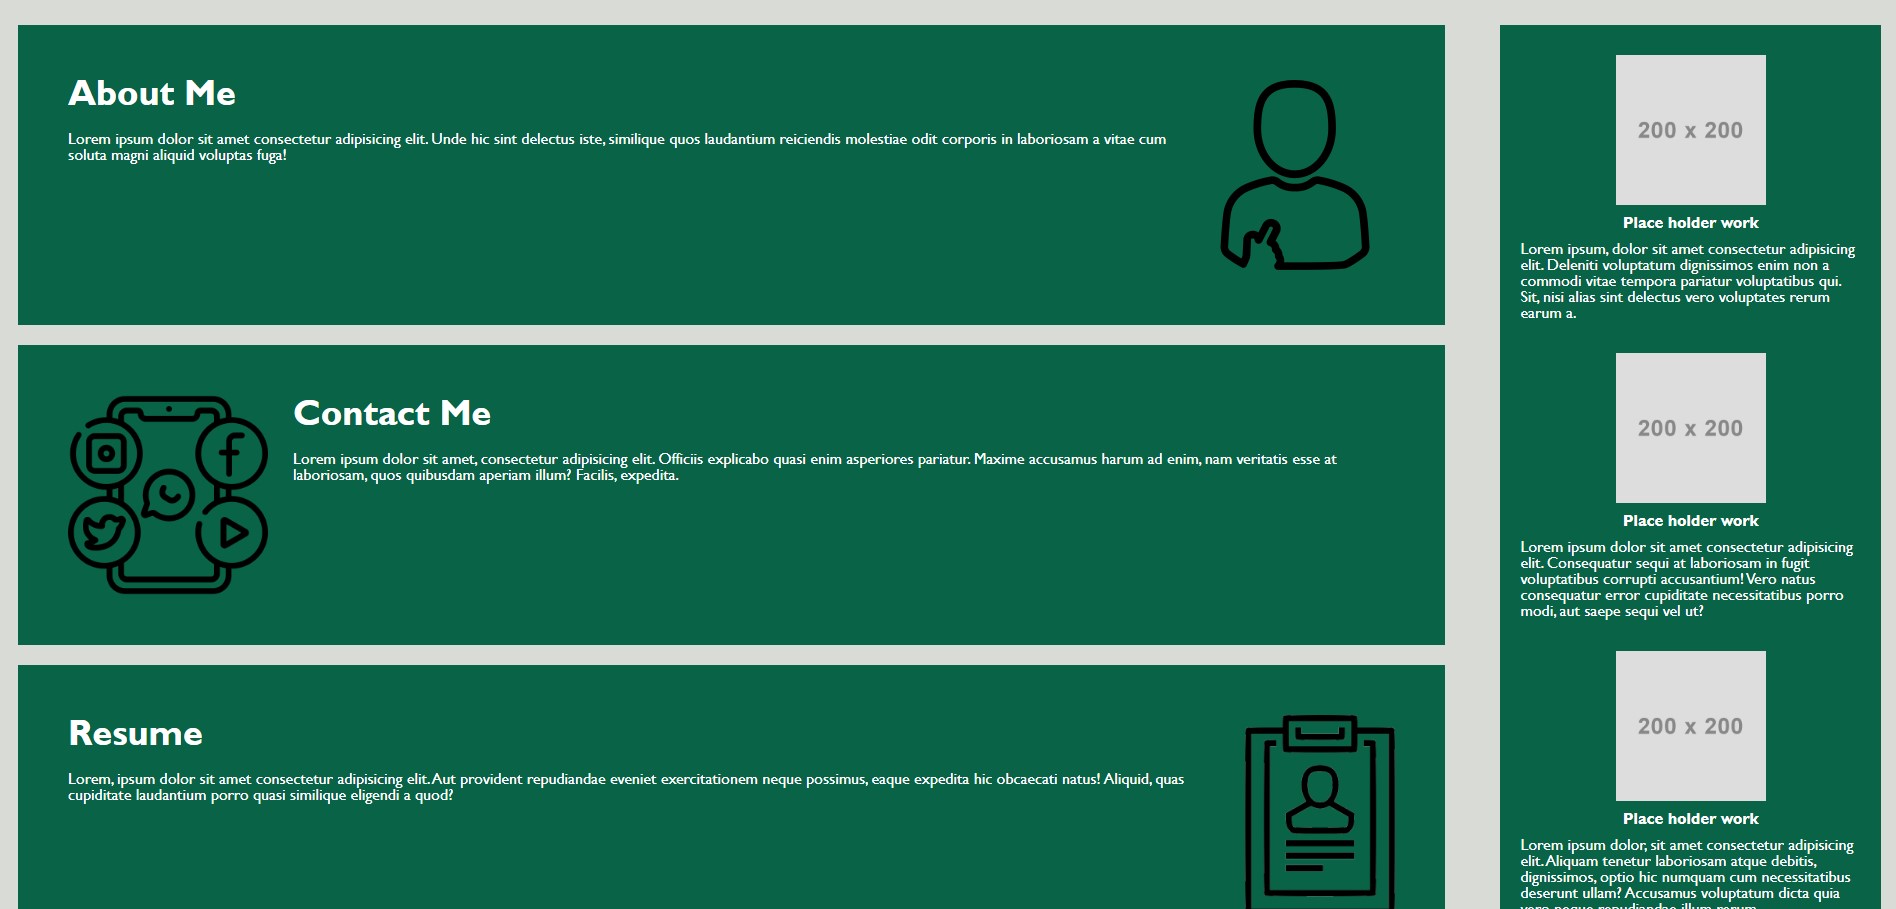 About Me
Lorem ipsum dolor sit amet consectetur adipisicing elit. Unde hic sint delectus iste, similique quos laudantium reiciendis molestiae odit corporis in laboriosam a vitae cum
soluta magni aliquid voluptas fuga!
Contact Me
Lorem ipsum dolor sit amet, consectetur adipisicing elit. Officiis explicabo quasi enim asperiores pariatur. Maxime accusamus harum ad enim, nam veritatis esse at
laboriosam, quos quibusdam aperiam illum? Facilis, expedita.
Resume
Lorem, ipsum dolor sit amet consectetur adipisicing elit. Aut provident repudiandae eveniet exercitationem neque possimus, eaque expedita hic obcaecati natus! Aliquid, quas
cupiditate laudantium porro quasi similique eligendi a quod?
200 x 200
Place holder work
Lorem ipsum, dolor sit amet consectetur adipisicing
elit. Deleniti voluptatum dignissimos enim non a
commodi vitae tempora pariatur voluptatibus qui.
Sit, nisi alias sint delectus vero voluptates rerum
earum a.
200 x 200
Place holder work
Lorem ipsum dolor sit amet consectetur adipisicing
elit. Consequatur sequi at laboriosam in fugit
voluptatibus corrupti accusantium! Vero natus
consequatur error cupiditate necessitatibus porro
modi, aut saepe sequi vel ut?
200 x 200
Place holder work
Lorem ipsum dolor, sit amet consectetur adipisicing
elit. Aliquam tenetur laboriosam atque debitis,
dignissimos, optio hic numquam cum necessitatibus
deserunt ullam? Accusamus voluptatum dicta quia